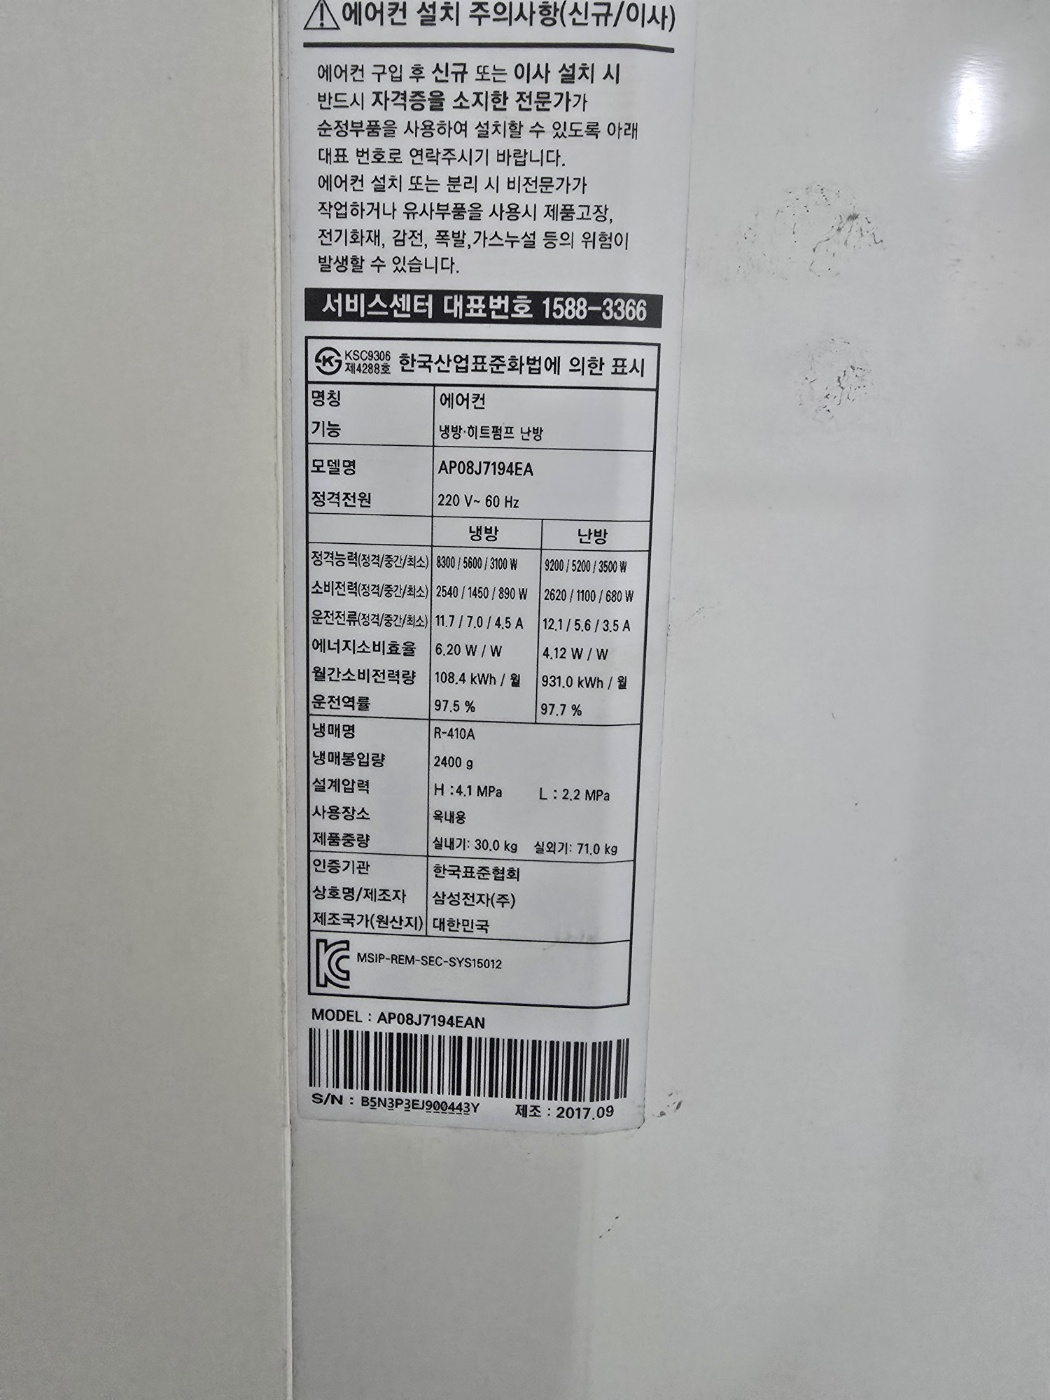 에어컨 설치 주의사항(신규/이사)
에어컨 구입 후 신규 또는 이사 설치 시
반드시 자격증을 소지한 전문가가
순정부품을 사용하여 설치할 수 있도록 아래
대표 번호로 연락주시기 바랍니다.
에어컨 설치 또는 분리 시 비전문가가
작업하거나 유사부품을 사용시 제품고장,
전기화재, 감전, 폭발,가스누설 등의 위험이
발생할 수 있습니다.
서비스센터 대표번호 1588-3366
KSC9306
제4288호 한국산업표준화법에 의한 표시
명칭 에어컨
기능 냉방·히트펌프 난방
모델명 AP08J7194EA
정격전원 220 V~ 60 Hz
냉방 난방
정격능력(정격/중간/최소) 8300 / 5600 / 3100 W 9200 / 5200 / 3500 W
소비전력(정격/중간/최소) 2540 / 1450 / 890 W 2620 / 1100 / 680 W
운전전류(정격/중간/최소) 11.7 / 7.0 / 4.5 A 12.1 / 5.6 / 3.5 A
에너지소비효율 6.20 W / W 4.12 W / W
월간소비전력량 108.4 kWh / 월 931.0 kWh / 월
운전역률 97.5 % 97.7 %
냉매명 R-410A
냉매봉입량 2400 g
설계압력 H :4.1 MPa L : 2.2 MPa
사용장소 옥내용
제품중량 실내기: 30.0 kg 실외기: 71.0 kg
인증기관 한국표준협회
상호명/제조자 삼성전자(주)
제조국가(원산지) 대한민국
MSIP-REM-SEC-SYS15012
MODEL : AP08J7194EAN
S/N : B5N3P3EJ900443Y 제조 : 2017.09